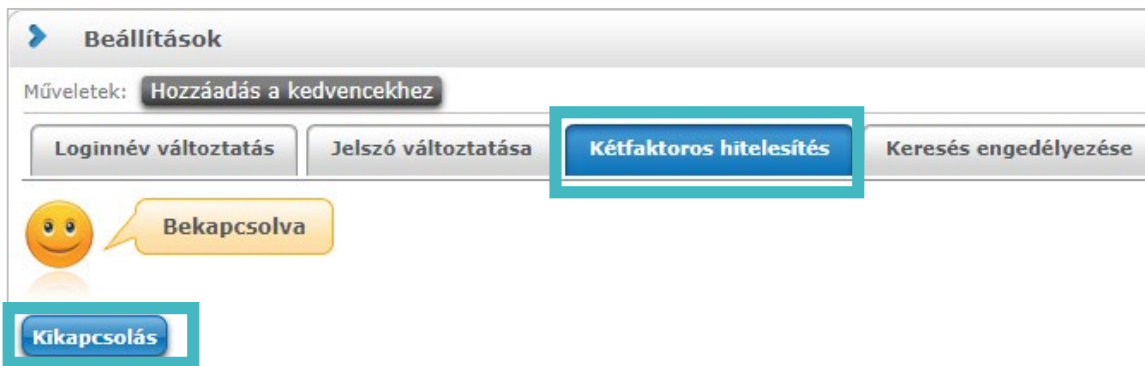 Beállítások
Műveletek: Hozzáadás a kedvencekhez
Loginnév változtatás Jelszó változtatása Kétfaktoros hitelesítés Keresés engedélyezése
Bekapcsolva
Kikapcsolás